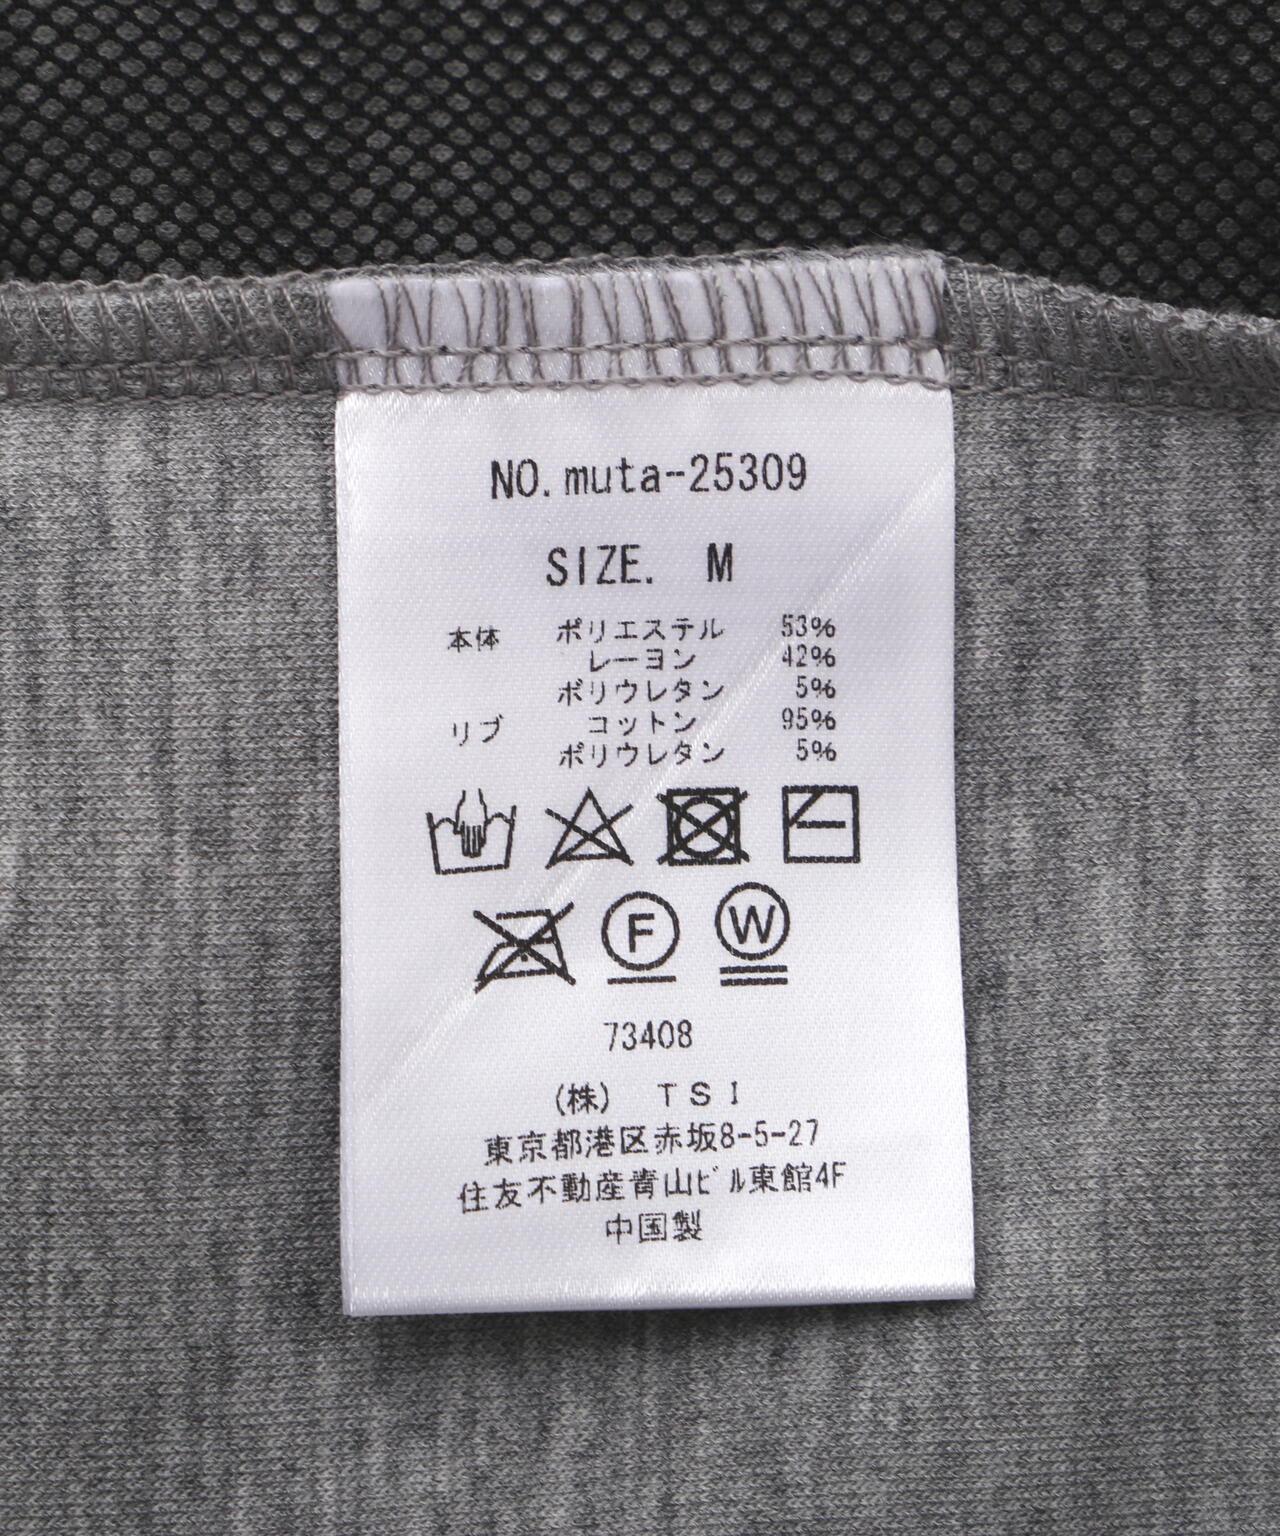 NO. muta-25309
SIZE. M
本体 ポリエステル 53%
レーヨン 42%
ポリウレタン 5%
リブ コットン 95%
ポリウレタン 5%
F W
73408
(株) TSI
東京都港区赤坂8-5-27
住友不動産青山ビル東館4F
中国製